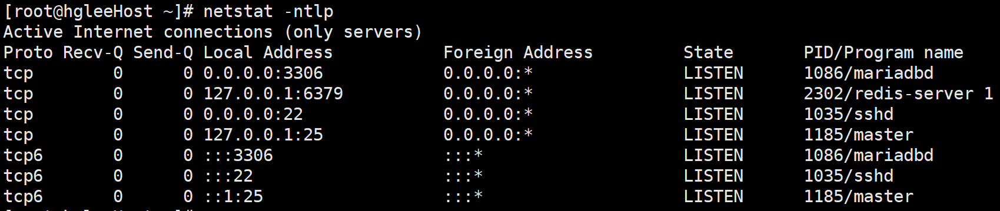 [root@hgleeHost ~]# netstat -ntlp
Active Internet connections (only servers)
Proto Recv-Q Send-Q Local Address           Foreign Address         State       PID/Program name
tcp        0      0 0.0.0.0:3306            0.0.0.0:*               LISTEN      1086/mariadbd
tcp        0      0 127.0.0.1:6379          0.0.0.0:*               LISTEN      2302/redis-server 1
tcp        0      0 0.0.0.0:22              0.0.0.0:*               LISTEN      1035/sshd
tcp        0      0 127.0.0.1:25            0.0.0.0:*               LISTEN      1185/master
tcp6       0      0 :::3306                 :::*                    LISTEN      1086/mariadbd
tcp6       0      0 :::22                   :::*                    LISTEN      1035/sshd
tcp6       0      0 ::1:25                  :::*                    LISTEN      1185/master